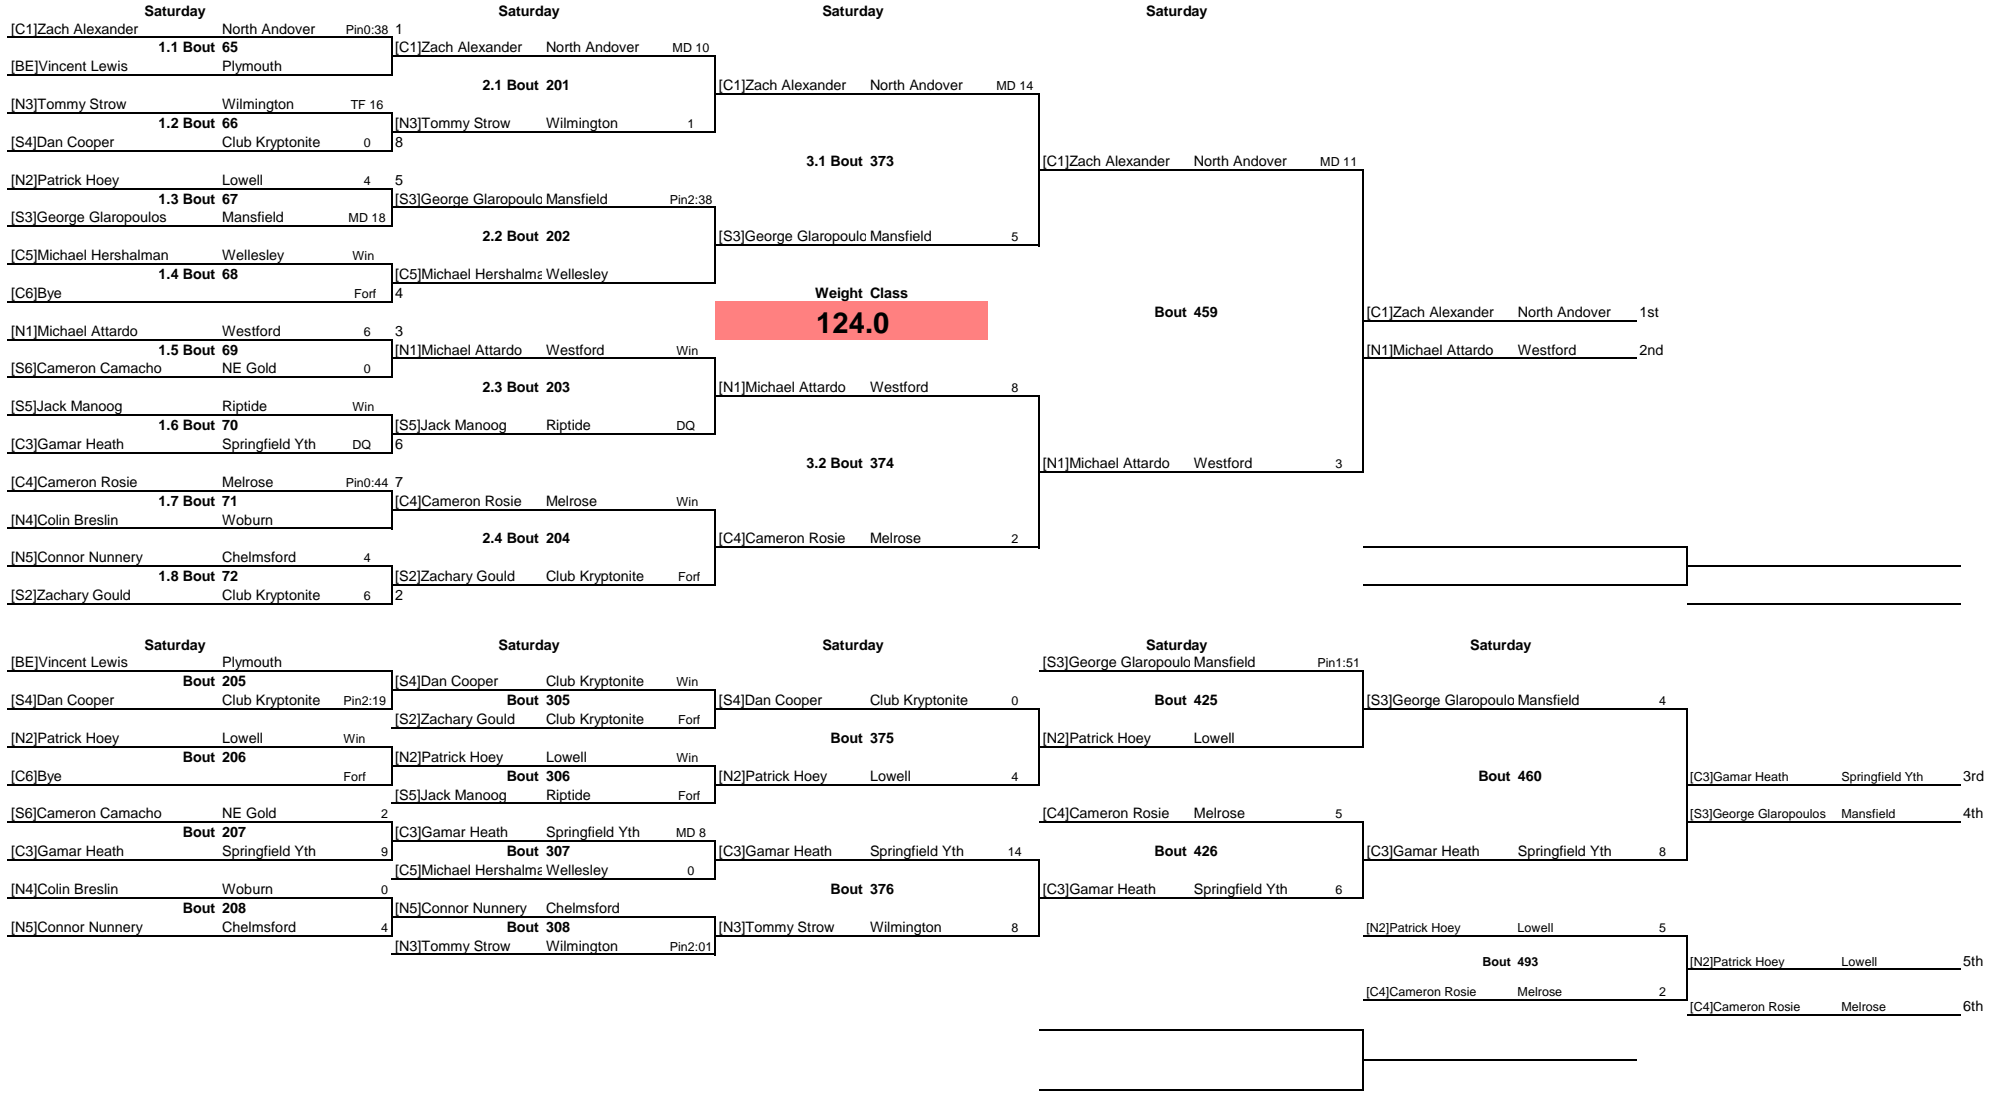 Saturday Saturday Saturday Saturday
[C1]Zach Alexander North Andover Pin0:38 1
1.1 Bout 65 [C1]Zach Alexander North Andover MD 10
[BE]Vincent Lewis Plymouth
2.1 Bout 201 [C1]Zach Alexander North Andover MD 14
[N3]Tommy Strow Wilmington TF 16
1.2 Bout 66 [N3]Tommy Strow Wilmington 1
[S4]Dan Cooper Club Kryptonite 0 8
3.1 Bout 373 [C1]Zach Alexander North Andover MD 11
[N2]Patrick Hoey Lowell 4 5
1.3 Bout 67 [S3]George Glaropoulo Mansfield Pin2:38
[S3]George Glaropoulos Mansfield MD 18
2.2 Bout 202 [S3]George Glaropoulo Mansfield 5
[C5]Michael Hershalman Wellesley Win
1.4 Bout 68 [C5]Michael Hershalma Wellesley
[C6]Bye Forf 4 Weight Class
124.0 Bout 459 [C1]Zach Alexander North Andover 1st
[N1]Michael Attardo Westford 6 3
1.5 Bout 69 [N1]Michael Attardo Westford Win [N1]Michael Attardo Westford 2nd
[S6]Cameron Camacho NE Gold 0
2.3 Bout 203 [N1]Michael Attardo Westford 8
[S5]Jack Manoog Riptide Win
1.6 Bout 70 [S5]Jack Manoog Riptide DQ
[C3]Gamar Heath Springfield Yth DQ 6
3.2 Bout 374 [N1]Michael Attardo Westford 3
[C4]Cameron Rosie Melrose Pin0:44 7
1.7 Bout 71 [C4]Cameron Rosie Melrose Win
[N4]Colin Breslin Woburn
2.4 Bout 204 [C4]Cameron Rosie Melrose 2
[N5]Connor Nunnery Chelmsford 4
1.8 Bout 72 [S2]Zachary Gould Club Kryptonite Forf
[S2]Zachary Gould Club Kryptonite 6 2
Saturday Saturday Saturday Saturday Saturday
[BE]Vincent Lewis Plymouth [S3]George Glaropoulo Mansfield Pin1:51
Bout 205 [S4]Dan Cooper Club Kryptonite Win
[S4]Dan Cooper Club Kryptonite Pin2:19 Bout 305 [S4]Dan Cooper Club Kryptonite 0 Bout 425 [S3]George Glaropoulo Mansfield 4
[S2]Zachary Gould Club Kryptonite Forf
[N2]Patrick Hoey Lowell Win Bout 375 [N2]Patrick Hoey Lowell
Bout 206 [N2]Patrick Hoey Lowell Win
[C6]Bye Forf Bout 306 [N2]Patrick Hoey Lowell 4 Bout 460 [C3]Gamar Heath Springfield Yth 3rd
[S5]Jack Manoog Riptide Forf
[S6]Cameron Camacho NE Gold 2 [C4]Cameron Rosie Melrose 5 [S3]George Glaropoulos Mansfield 4th
Bout 207 [C3]Gamar Heath Springfield Yth MD 8
[C3]Gamar Heath Springfield Yth 9 Bout 307 [C3]Gamar Heath Springfield Yth 14 Bout 426 [C3]Gamar Heath Springfield Yth 8
[C5]Michael Hershalma Wellesley 0
[N4]Colin Breslin Woburn 0 Bout 376 [C3]Gamar Heath Springfield Yth 6
Bout 208 [N5]Connor Nunnery Chelmsford
[N5]Connor Nunnery Chelmsford 4 Bout 308 [N3]Tommy Strow Wilmington 8 [N2]Patrick Hoey Lowell 5
[N3]Tommy Strow Wilmington Pin2:01
Bout 493 [N2]Patrick Hoey Lowell 5th
[C4]Cameron Rosie Melrose 2
[C4]Cameron Rosie Melrose 6th